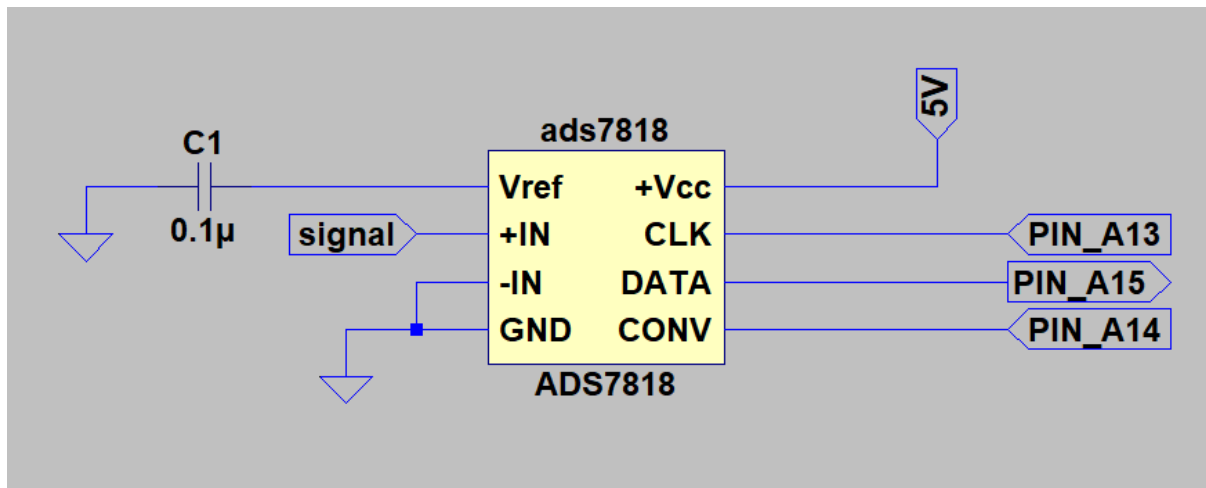 ads7818
5V
C1
0.1µ
Vref
+Vcc
signal
+IN
CLK
PIN_A13
-IN
DATA
PIN_A15
GND
CONV
PIN_A14
ADS7818